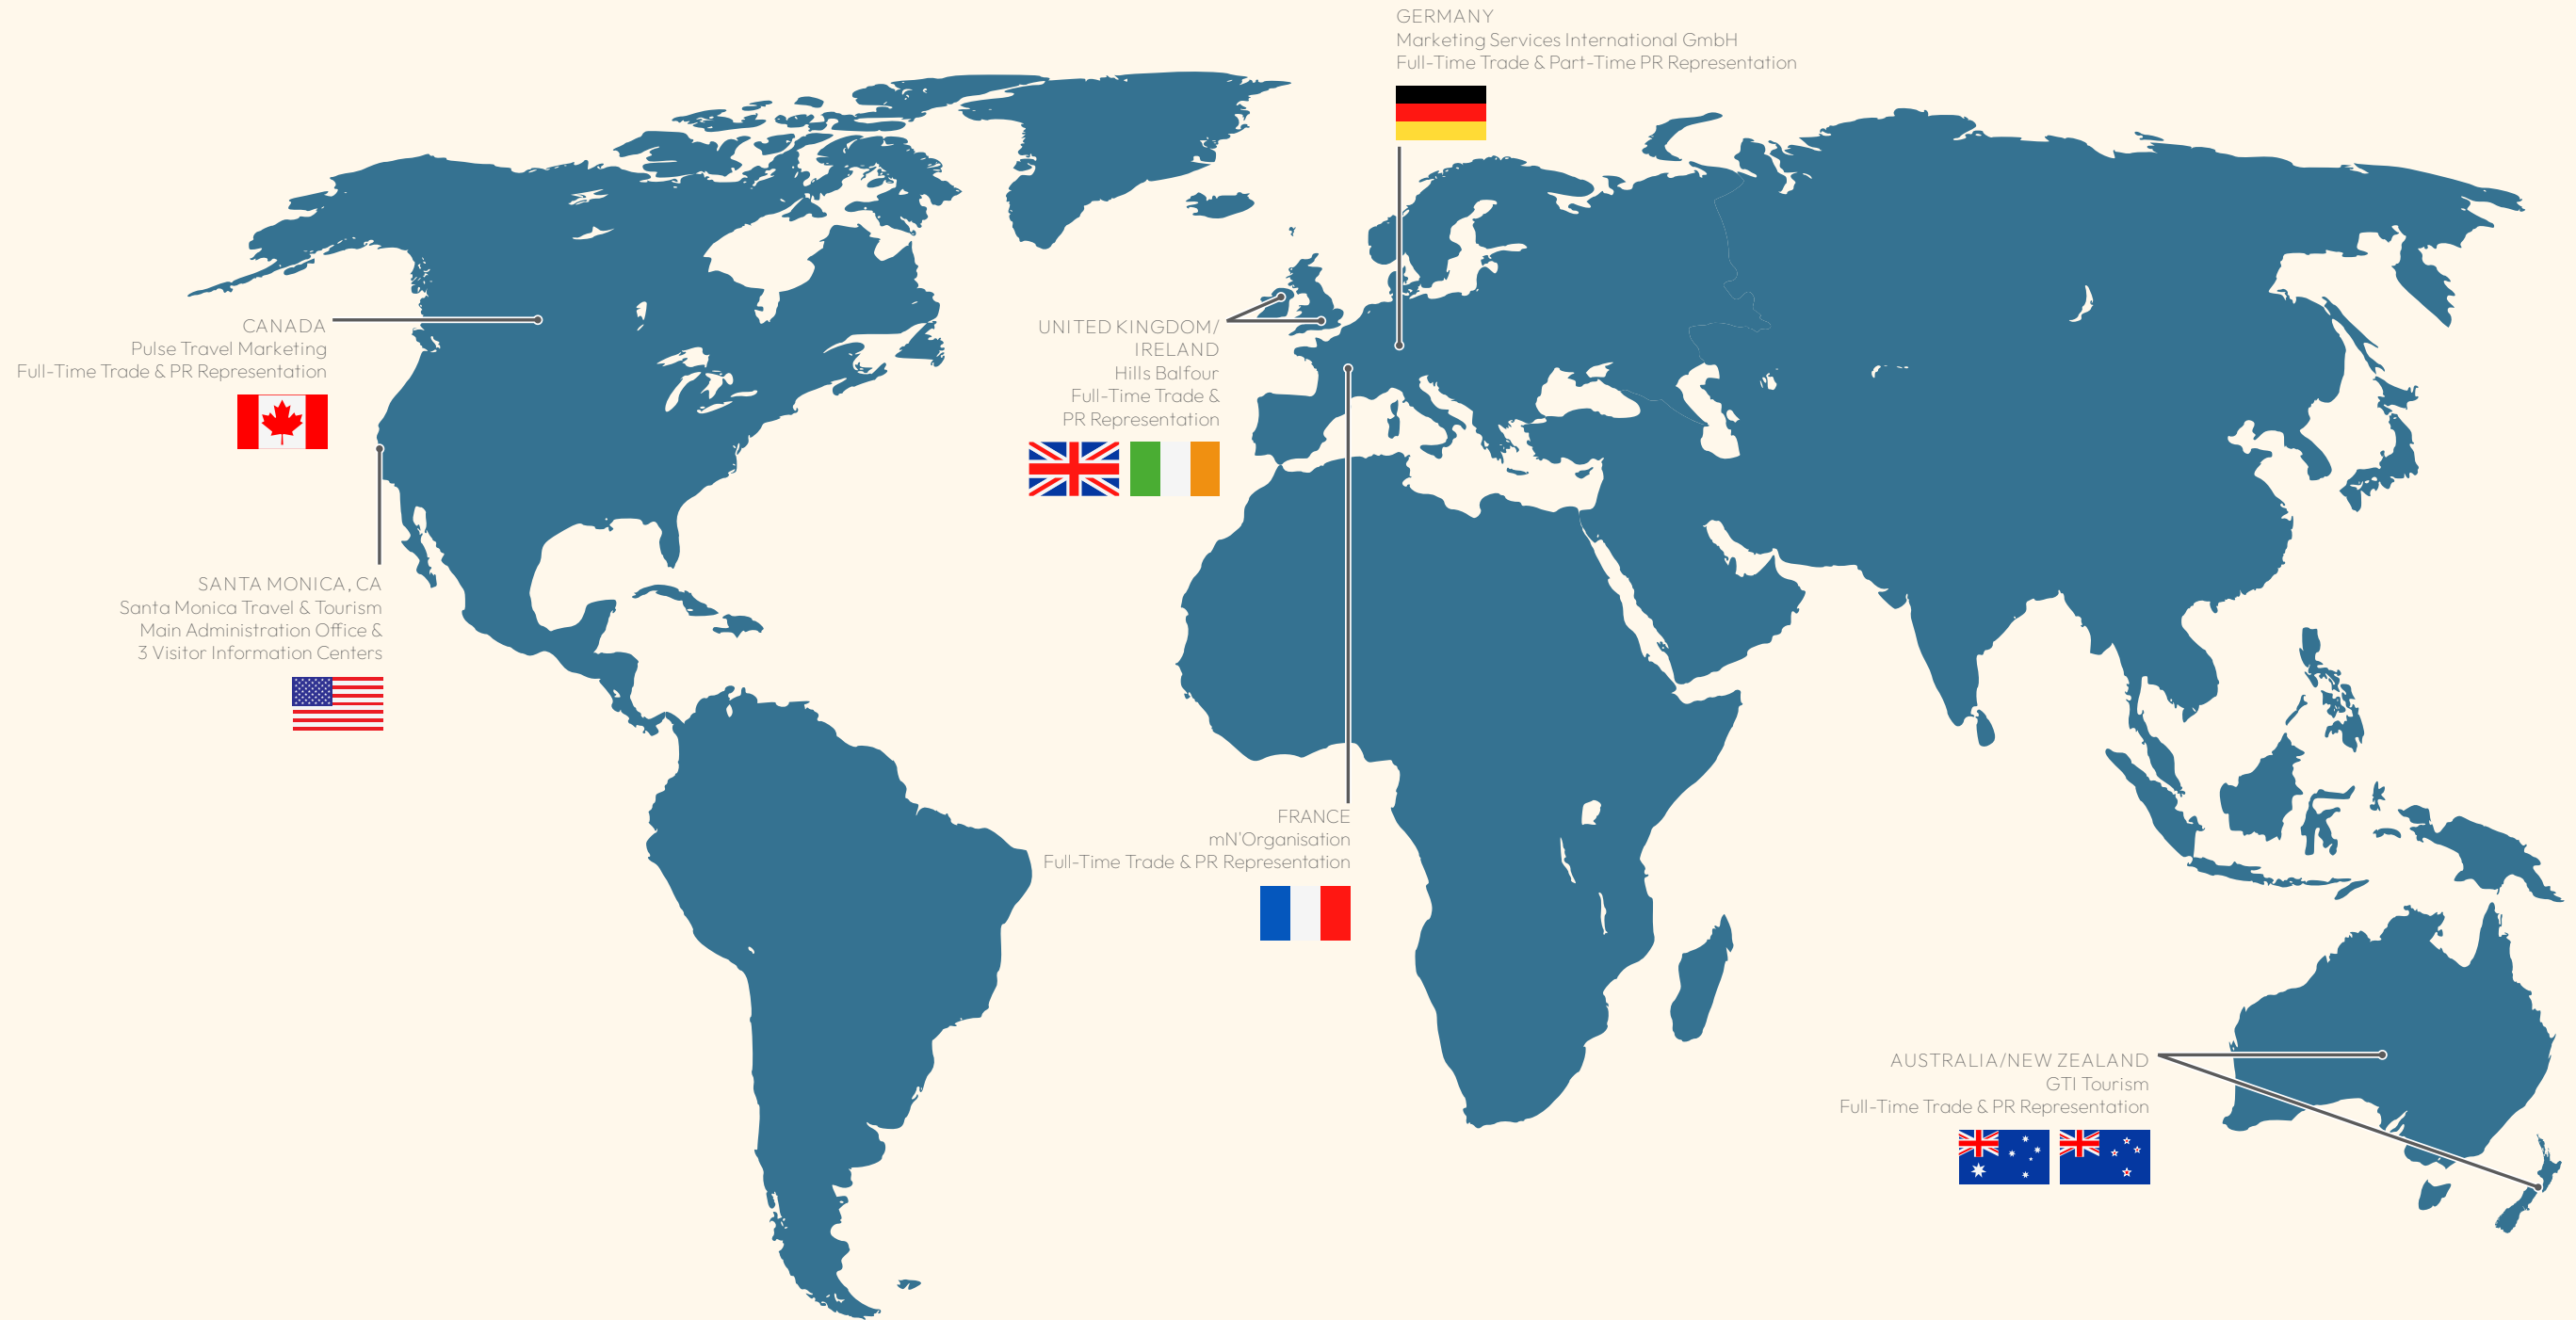 GERMANY
Marketing Services International GmbH
Full-Time Trade & Part-Time PR Representation
CANADA
Pulse Travel Marketing
Full-Time Trade & PR Representation
UNITED KINGDOM/
IRELAND
Hills Balfour
Full-Time Trade &
PR Representation
SANTA MONICA, CA
Santa Monica Travel & Tourism
Main Administration Office &
3 Visitor Information Centers
FRANCE
mN'Organisation
Full-Time Trade & PR Representation
AUSTRALIA/NEW ZEALAND
GTI Tourism
Full-Time Trade & PR Representation